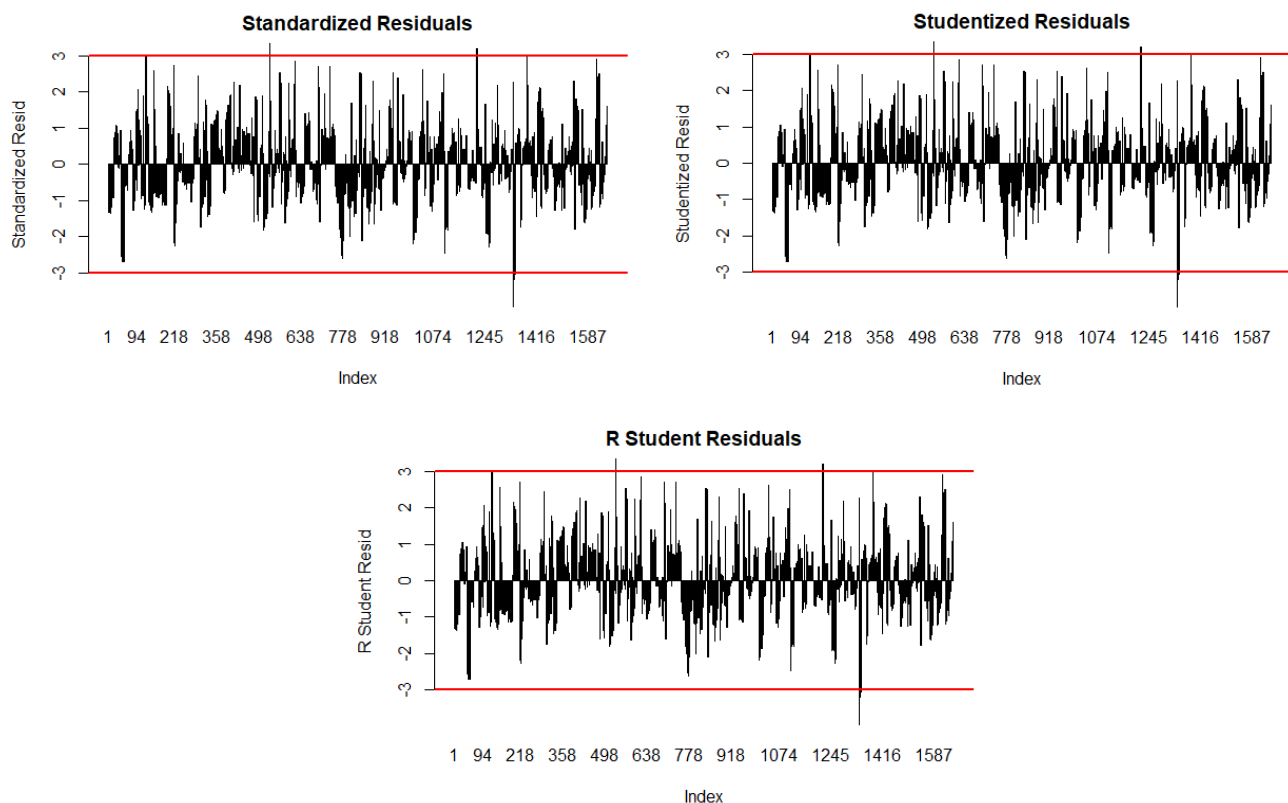 Standardized Residuals
Standardized Resid
3
2
1
0
-1
-2
-3
1 94 218 358 498 638 778 918 1074 1245 1416 1587
Index
Studentized Residuals
Studentized Resid
3
2
1
0
-1
-2
-3
1 94 218 358 498 638 778 918 1074 1245 1416 1587
Index
R Student Residuals
R Student Resid
3
2
1
0
-1
-2
-3
1 94 218 358 498 638 778 918 1074 1245 1416 1587
Index